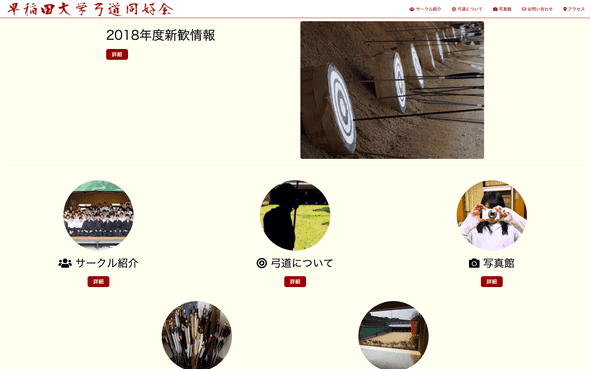 早稲田大学弓道同好会
サークル紹介
弓道について
写真館
お問い合わせ
アクセス
2018年度新歓情報
詳細
サークル紹介
弓道について
写真館
詳細
詳細
詳細